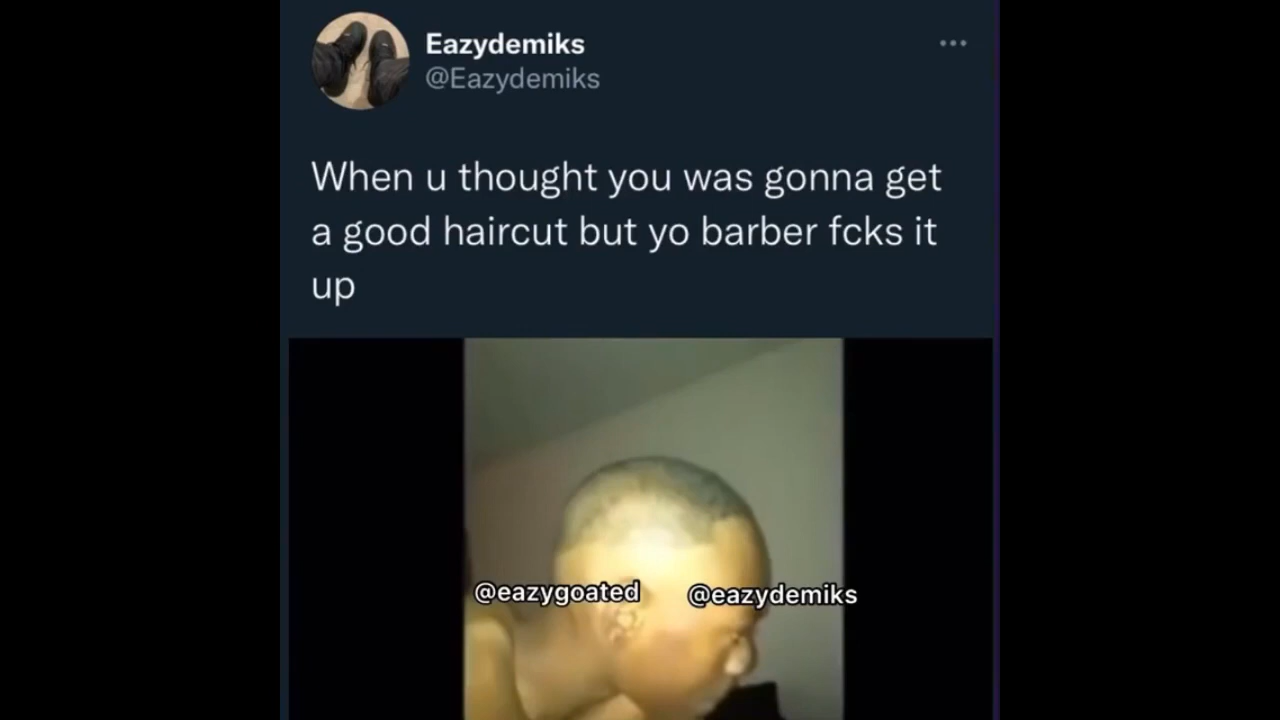 Eazydemiks
@Eazydemiks
When u thought you was gonna get
a good haircut but yo barber fcks it
up
@eazygoated @eazydemiks